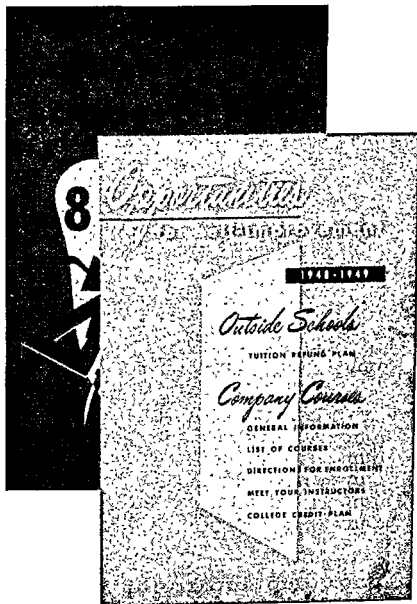 8
Opportunities
1948-1949
Outside Schools
TUITION REFUND PLAN
Company Courses
GENERAL INFORMATION
LIST OF COURSES
DIRECTIONS FOR ENROLLMENT
MEET YOUR INSTRUCTORS
COLLEGE CREDIT PLAN